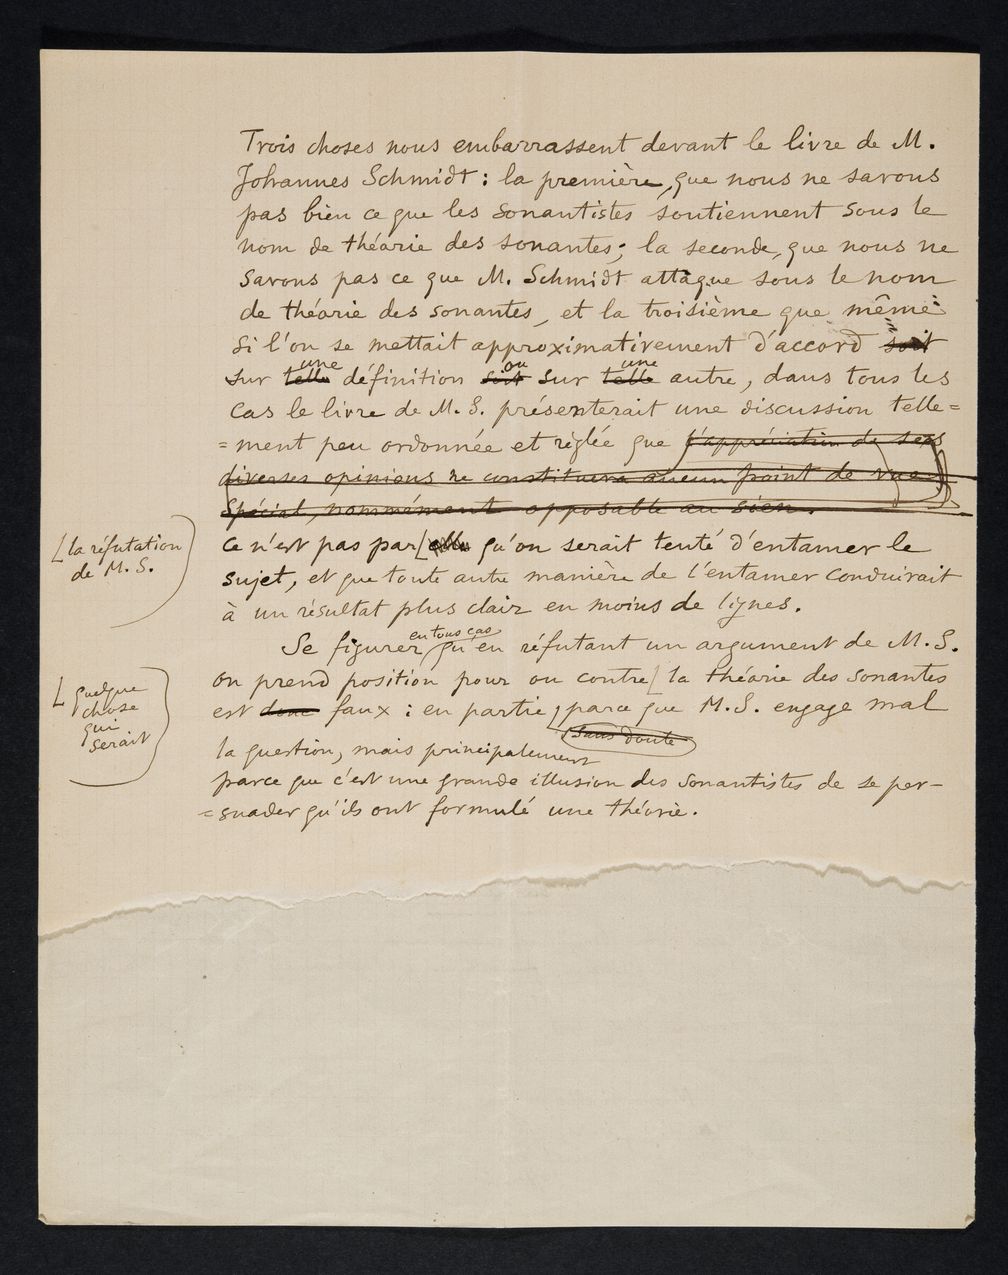 Trois choses nous embarrassent devant le livre de M.
Johannes Schmidt : la première, que nous ne savons
pas bien ce que les Sonantistes soutiennent sous le
nom de théorie des sonantes ; la seconde, que nous ne
savons pas ce que M. Schmidt attaque sous le nom
de théorie des sonantes, et la troisième que même
si l'on se mettait approximativement d'accord soit
une ou une
sur telle définition soit sur telle autre, dans tous les
cas le livre de M. S. présenterait une discussion telle=
=ment peu ordonnée et réglée que l'appréciation de ses
diverses opinions ne constituera aucun point de vue
spécial, nommément opposable au sien.
[la réfutation
de M. S.
ce n'est pas par[elle qu'on serait tenté d'entamer le
sujet, et que toute autre manière de l'entamer conduirait
à un résultat plus clair en moins de lignes.
en tous cas
Se figurer qu'en réfutant un argument de M. S.
[quelque
chose
qui
serait
on prend position pour ou contre[ la théorie des sonantes
est donc faux : en partie, parce que M. S. engage mal
sans doute
la question, mais principalement
parce que c'est une grande illusion des Sonantistes de se per-
=suader qu'ils ont formulé une théorie.